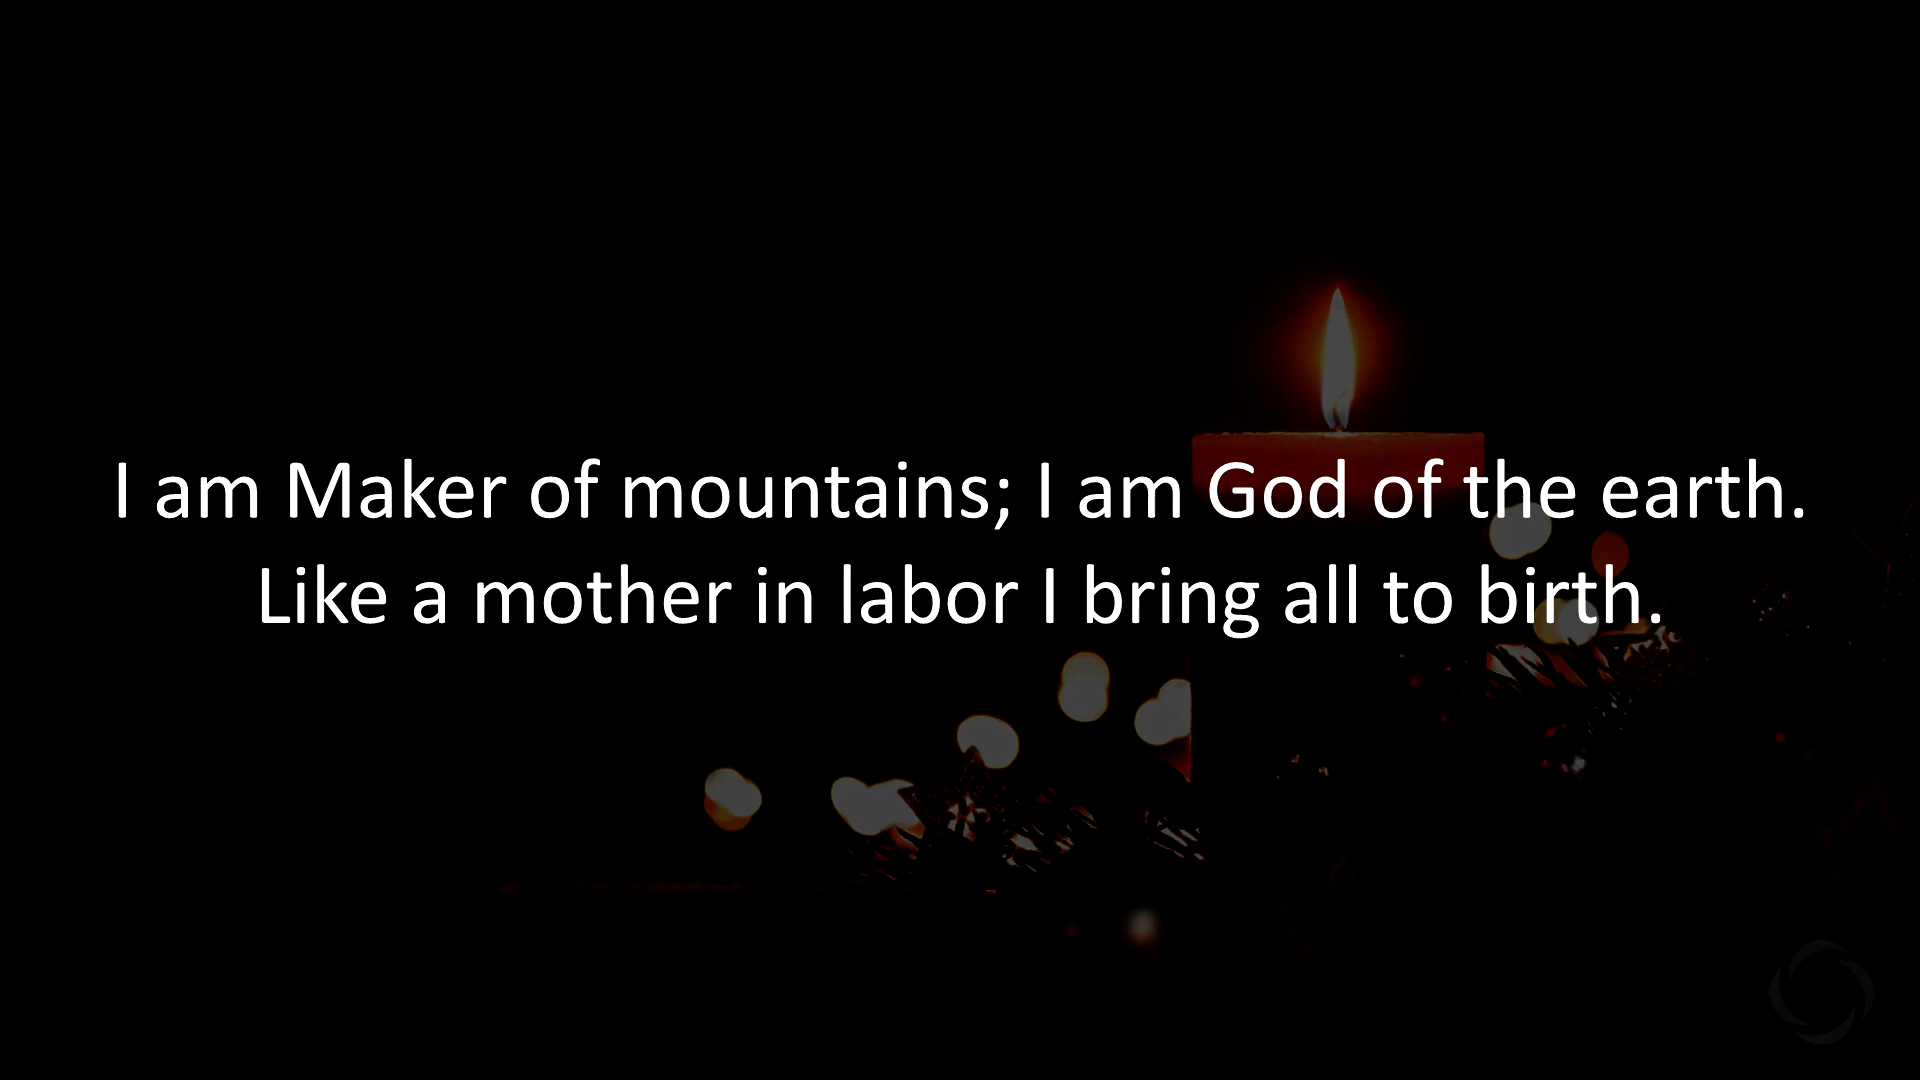 I am Maker of mountains; I am God of the earth.
Like a mother in labor I bring all to birth.